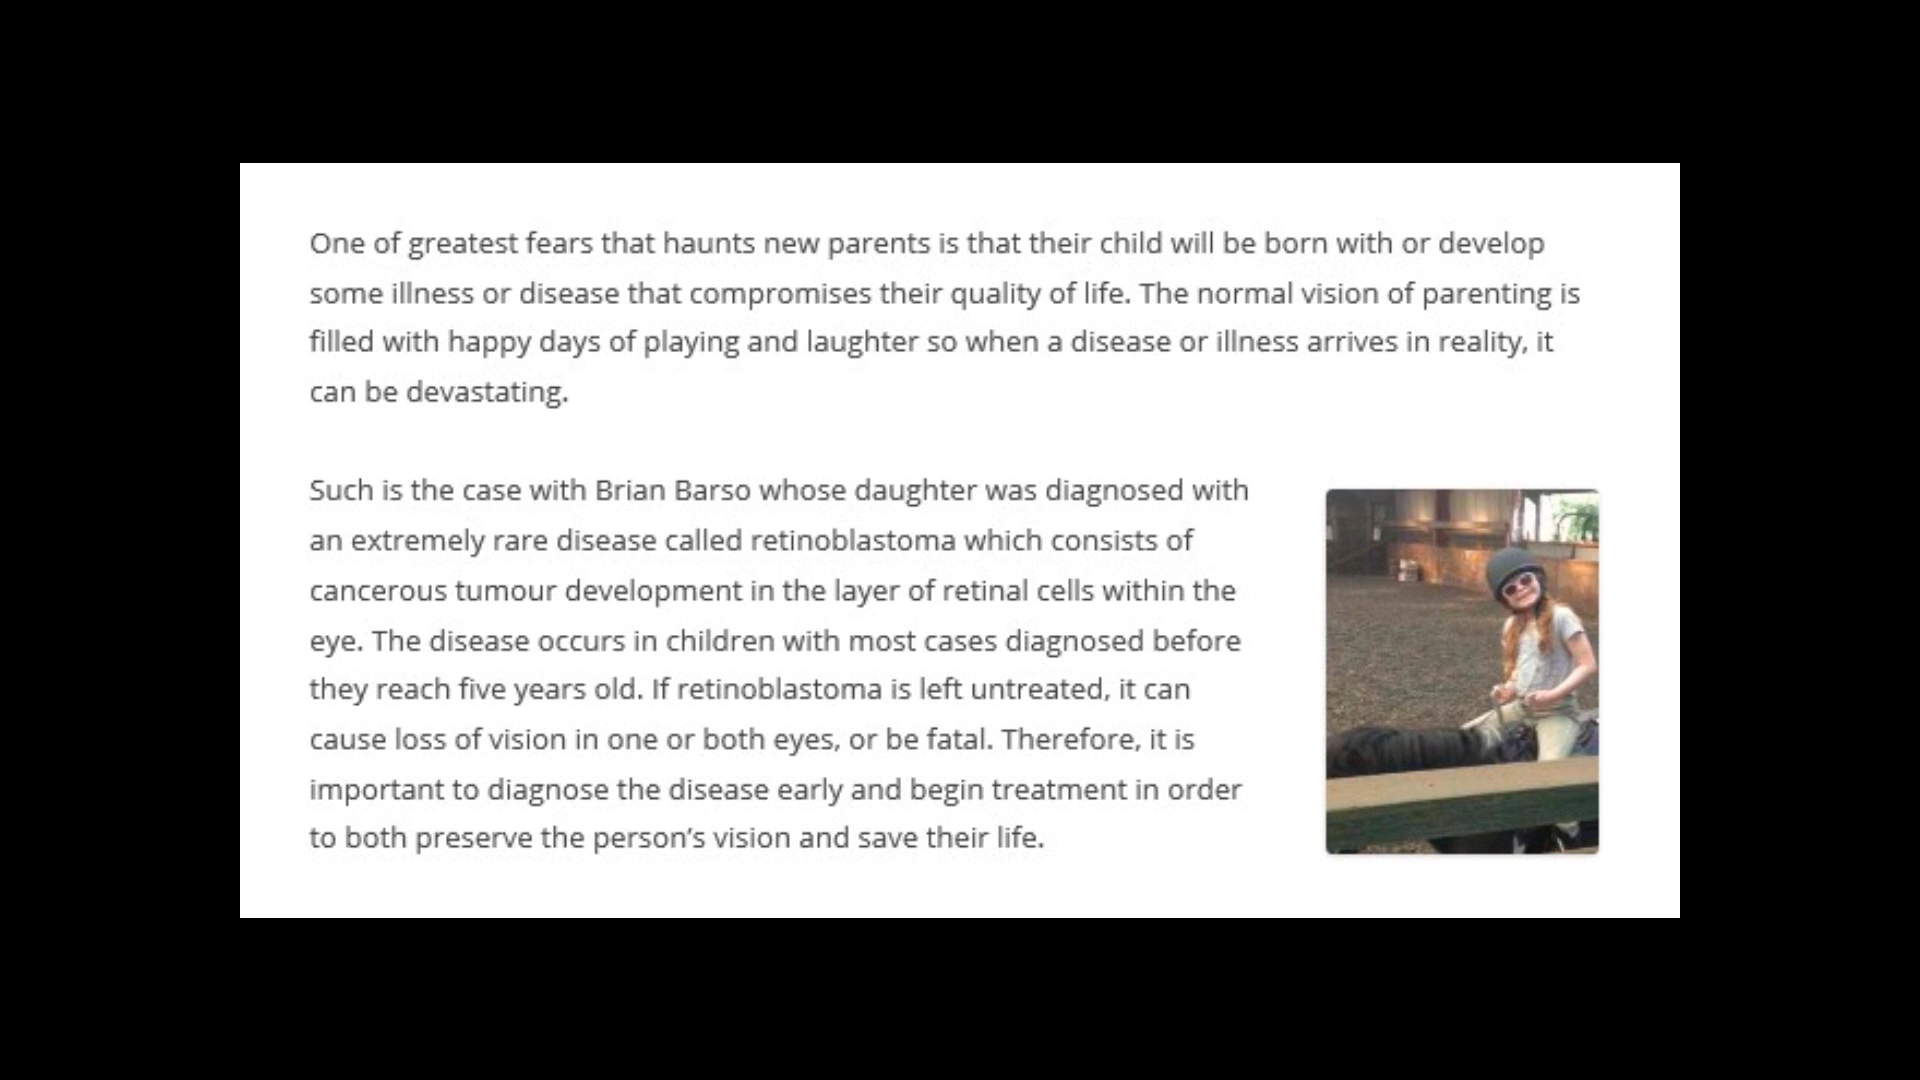 One of greatest fears that haunts new parents is that their child will be born with or develop
some illness or disease that compromises their quality of life. The normal vision of parenting is
filled with happy days of playing and laughter so when a disease or illness arrives in reality, it
can be devastating.
Such is the case with Brian Barso whose daughter was diagnosed with
an extremely rare disease called retinoblastoma which consists of
cancerous tumour development in the layer of retinal cells within the
eye. The disease occurs in children with most cases diagnosed before
they reach five years old. If retinoblastoma is left untreated, it can
cause loss of vision in one or both eyes, or be fatal. Therefore, it is
important to diagnose the disease early and begin treatment in order
to both preserve the person’s vision and save their life.